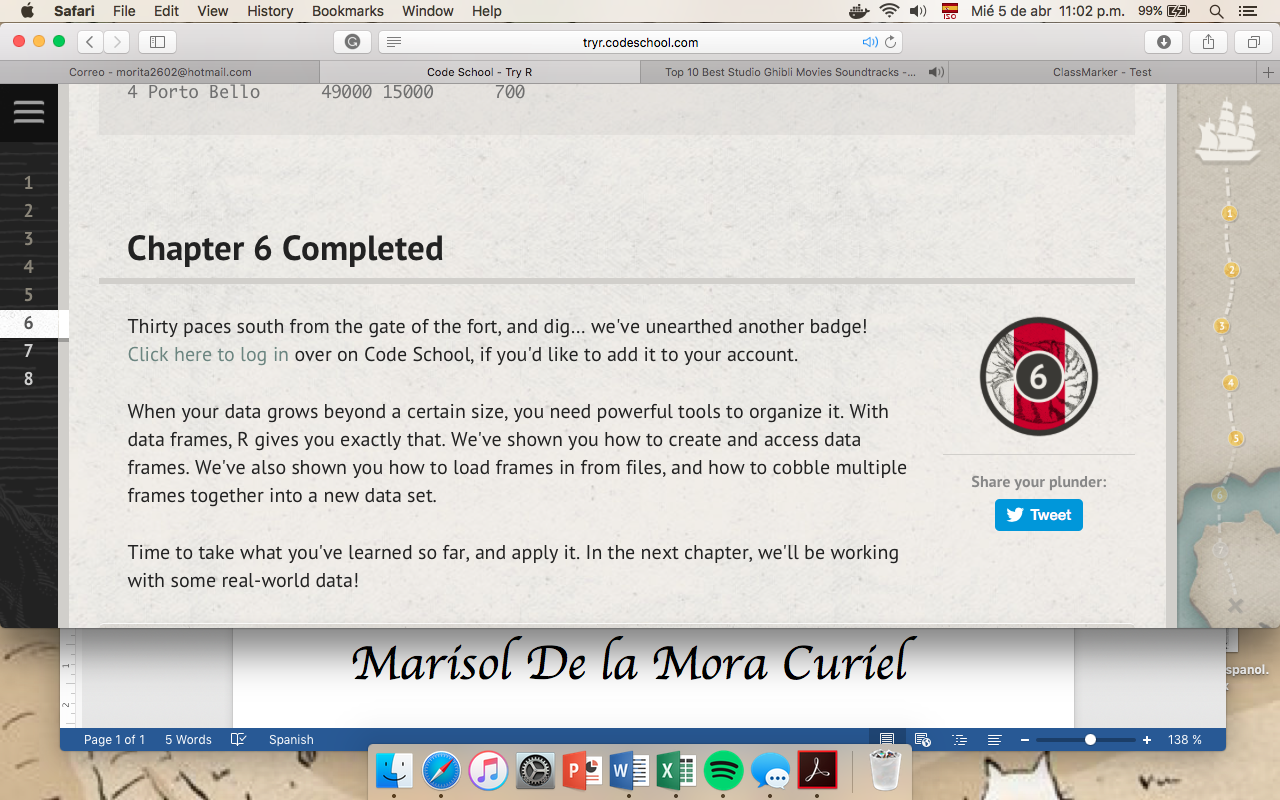 Safari File Edit View History Bookmarks Window Help ISO Mié 5 de abr 11:02 p.m. 99%
tryr.codeschool.com
Correo - morita2602@hotmail.com Code School - Try R Top 10 Best Studio Ghibli Movies Soundtracks -... ClassMarker - Test
4 Porto Bello 49000 15000 700
1
2
3
4
5
6
7
8
Chapter 6 Completed
Thirty paces south from the gate of the fort, and dig... we've unearthed another badge!
Click here to log in over on Code School, if you'd like to add it to your account.
When your data grows beyond a certain size, you need powerful tools to organize it. With
data frames, R gives you exactly that. We've shown you how to create and access data
frames. We've also shown you how to load frames in from files, and how to cobble multiple
frames together into a new data set.
Time to take what you've learned so far, and apply it. In the next chapter, we'll be working
with some real-world data!
6
Share your plunder:
Tweet
1
2
3
4
5
6
7
Marisol De la Mora Curiel
spanol.
1
2
Page 1 of 1 5 Words Spanish 138 %
P W X